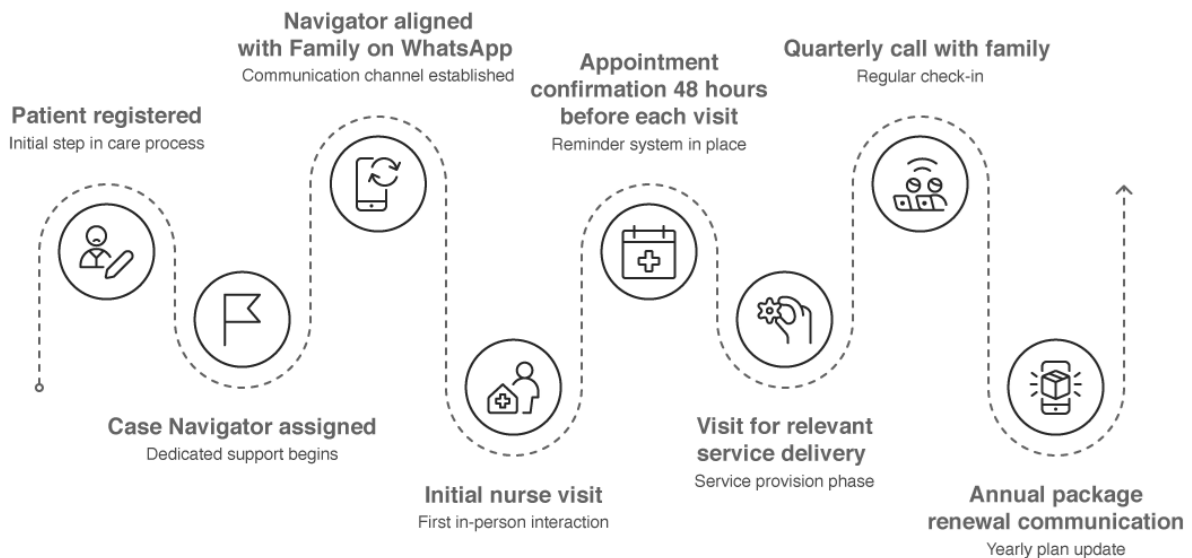 Patient registered
Initial step in care process
Case Navigator assigned
Dedicated support begins
Navigator aligned
with Family on WhatsApp
Communication channel established
Initial nurse visit
First in-person interaction
Appointment
confirmation 48 hours
before each visit
Reminder system in place
Visit for relevant
service delivery
Service provision phase
Quarterly call with family
Regular check-in
Annual package
renewal communication
Yearly plan update